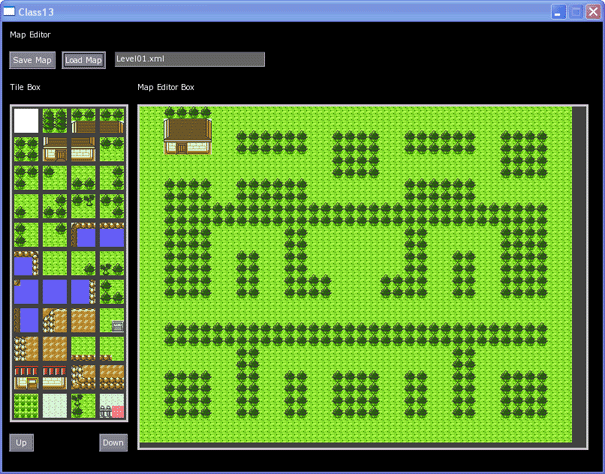 Class13
Map Editor
Save Map Load Map Level01.xml
Tile Box Map Editor Box
Up Down